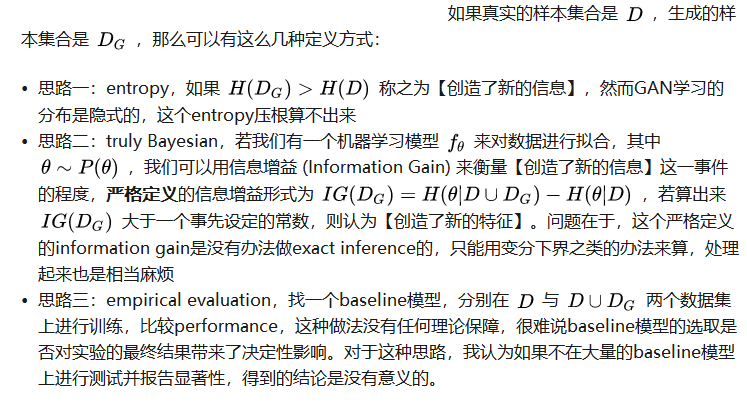 如果真实的样本集合是 D ，生成的样
本集合是 D_G ，那么可以有这么几种定义方式：
• 思路一：entropy，如果 H(D_G) > H(D) 称之为【创造了新的信息】，然而GAN学习的
分布是隐式的，这个entropy压根算不出来
• 思路二：truly Bayesian，若我们有一个机器学习模型 f_θ 来对数据进行拟合，其中
θ ∼ P(θ) ，我们可以用信息增益 (Information Gain) 来衡量【创造了新的信息】这一事件
的程度，严格定义的信息增益形式为 IG(D_G) = H(θ|D ∪ D_G) − H(θ|D) ，若算出来
IG(D_G) 大于一个事先设定的常数，则认为【创造了新的特征】。问题在于，这个严格定义
的information gain是没有办法做exact inference的，只能用变分下界之类的办法来算，处理
起来也是相当麻烦
• 思路三：empirical evaluation，找一个baseline模型，分别在 D 与 D ∪ D_G 两个数据集
上进行训练，比较performance，这种做法没有任何理论保障，很难说baseline模型的选取是
否对实验的最终结果带来了决定性影响。对于这种思路，我认为如果不在大量的baseline模型
上进行测试并报告显著性，得到的结论是没有意义的。